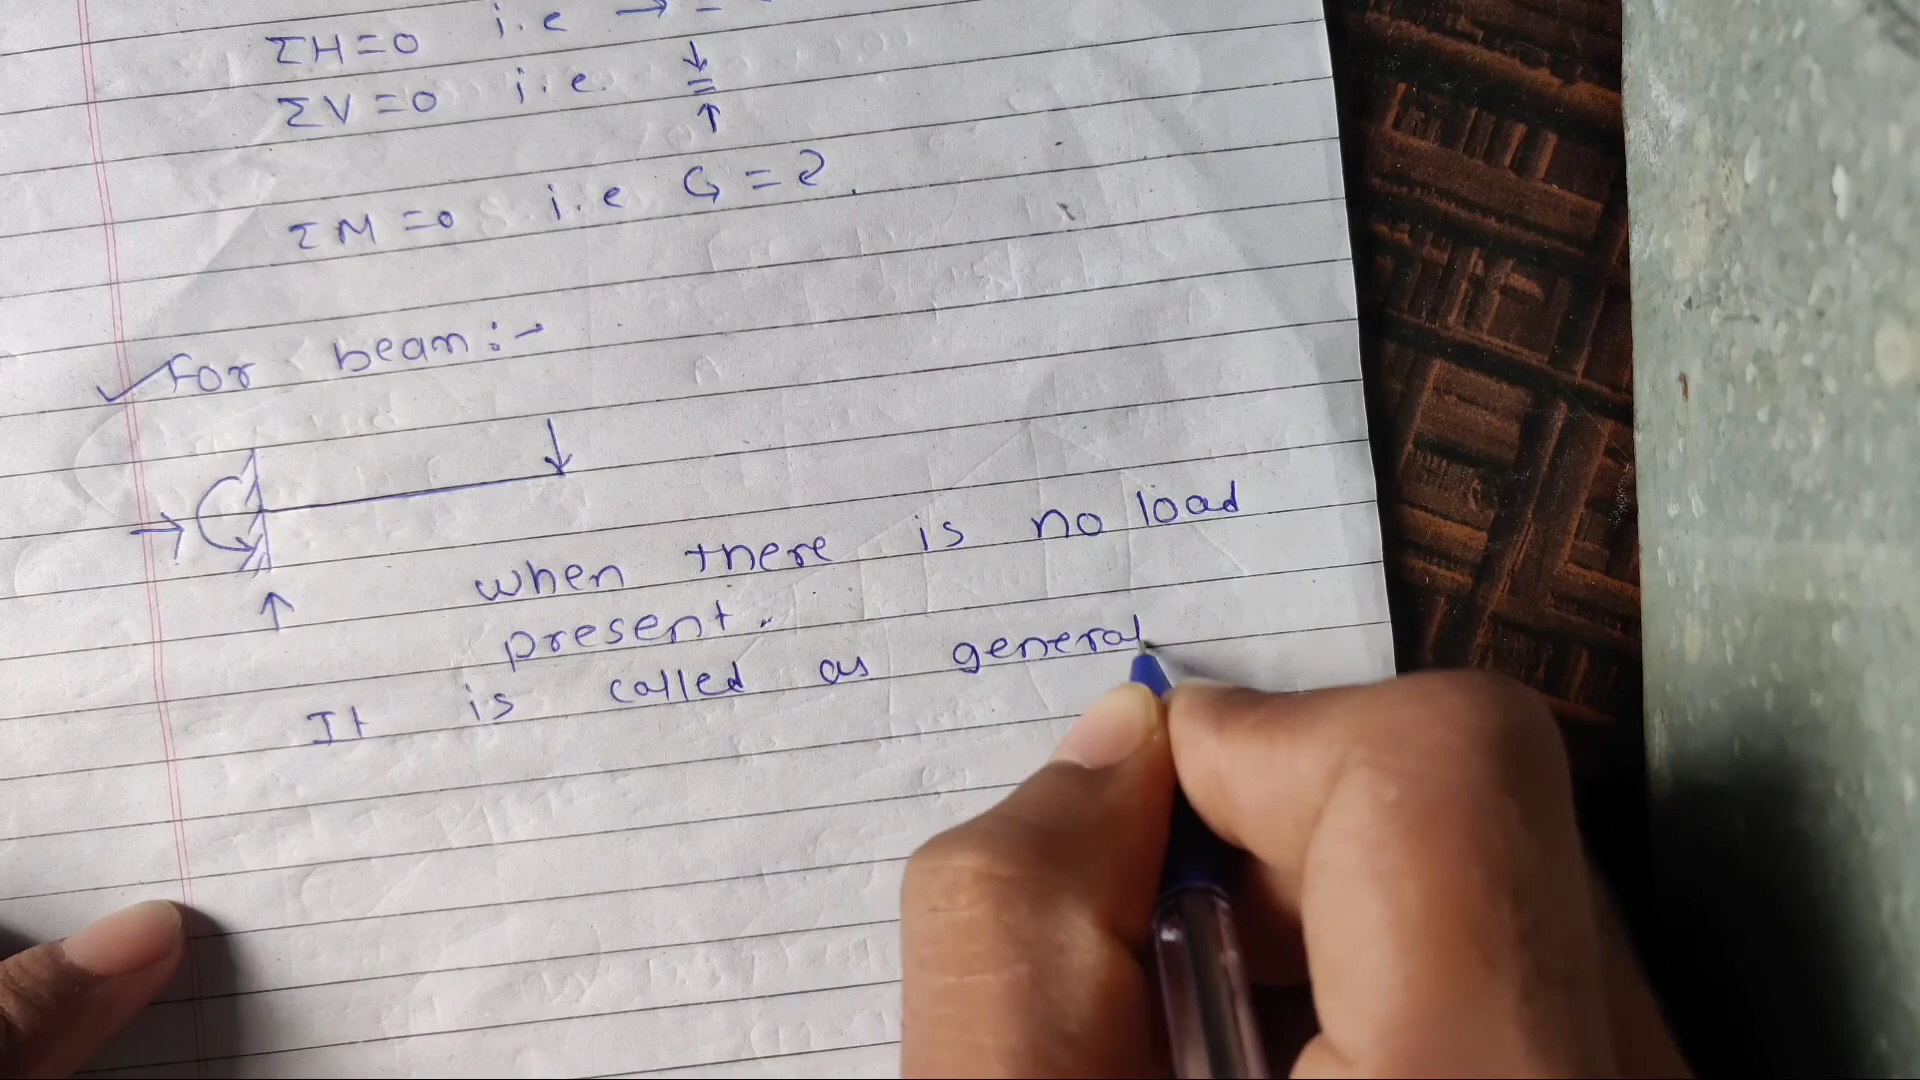 ΣH=0 i.e → =
ΣV=0 i.e. ↓ = ↑
ΣM=0 i.e ↺ = ↻.
✓ For beam:-
when there is no load
present.
It is called as general